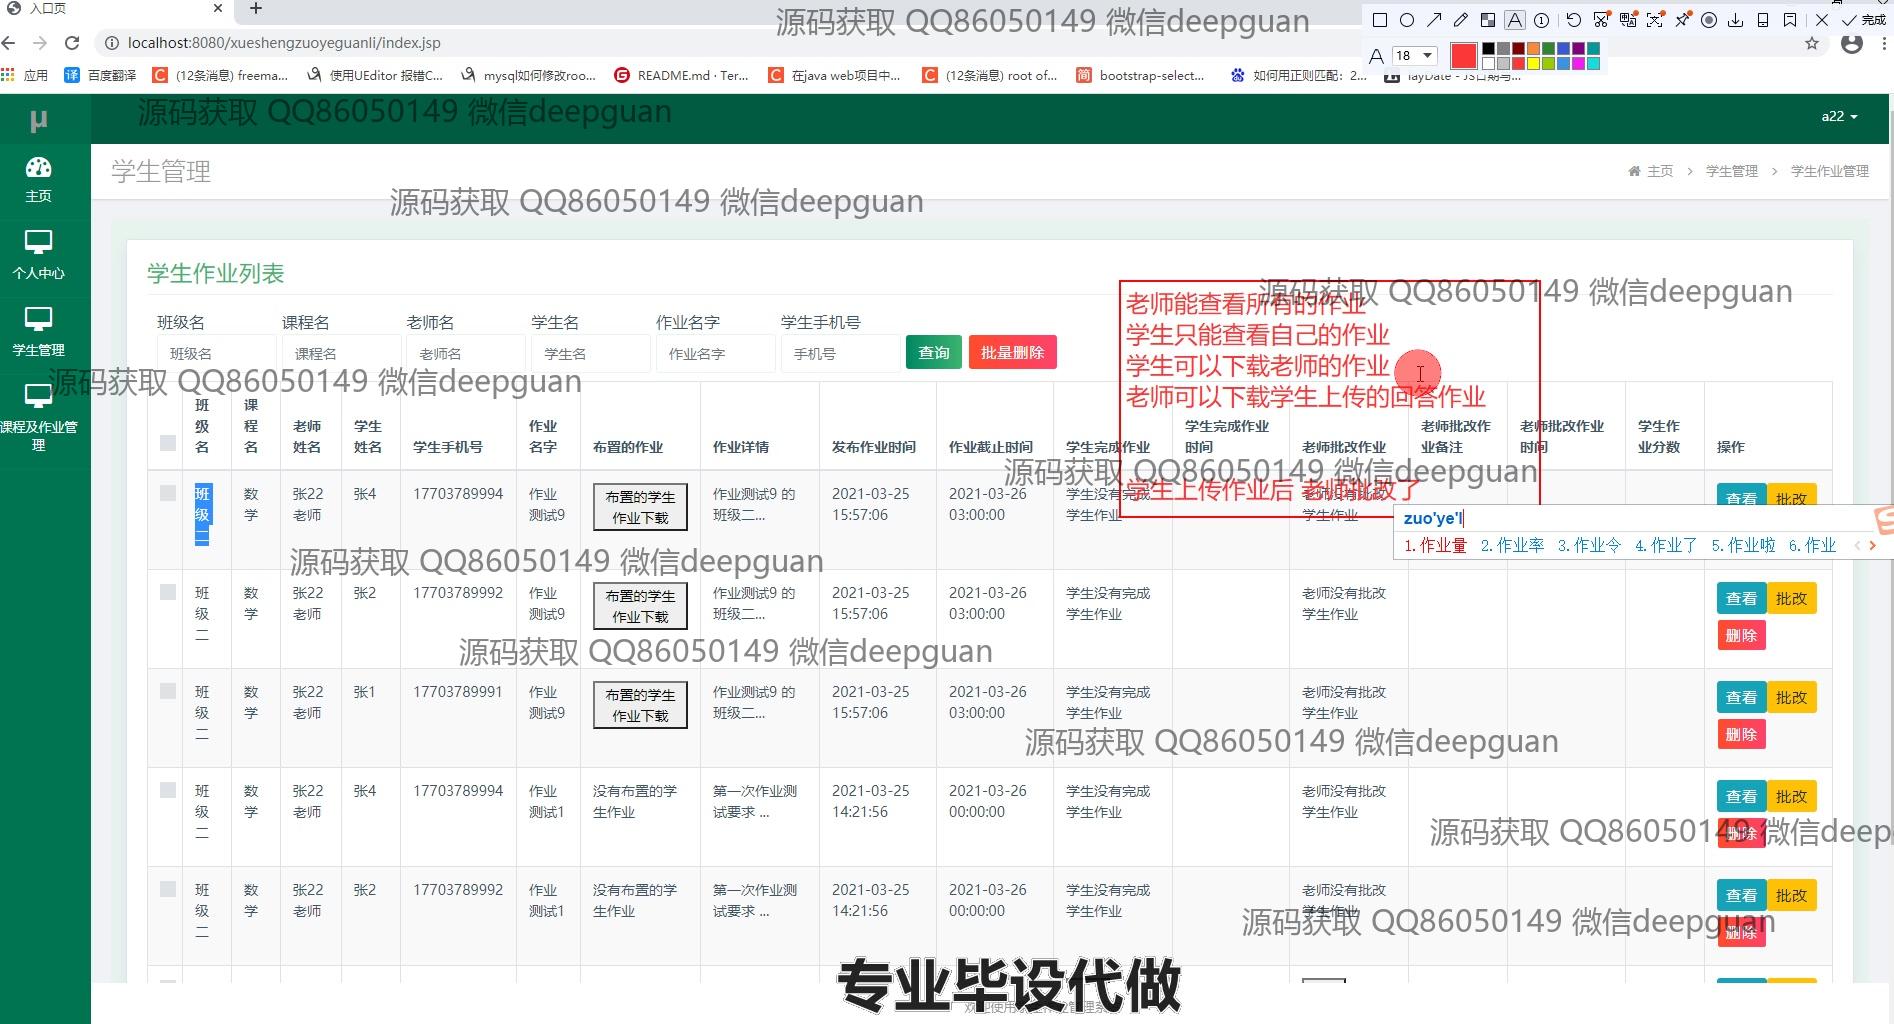 入口页
localhost:8080/xueshengzuoyeguanli/index.jsp
18
完成
应用 百度翻译 (12条消息) freema... 使用UEditor 报错C... mysql如何修改roo... README.md · Ter... 在java web项目中... (12条消息) root of... bootstrap-select... 如何用正则匹配：2... layDate - JS日期与...
源码获取 QQ86050149 微信deepguan
源码获取 QQ86050149 微信deepguan
μ
a22
主页
个人中心
学生管理
课程及作业管理
学生管理
主页 > 学生管理 > 学生作业管理
源码获取 QQ86050149 微信deepguan
学生作业列表
源码获取 QQ86050149 微信deepguan
班级名 课程名 老师名 学生名 作业名字 学生手机号
班级名 课程名 老师名 学生名 作业名字 手机号 查询 批量删除
老师能查看所有的作业
学生只能查看自己的作业
学生可以下载老师的作业
老师可以下载学生上传的回答作业
学生上传作业后 老师批改了
zuo'ye'l
1.作业量 2.作业率 3.作业令 4.作业了 5.作业啦 6.作业
源码获取 QQ86050149 微信deepguan
班级名 课程名 老师姓名 学生姓名 学生手机号 作业名字 布置的作业 作业详情 发布作业时间 作业截止时间 学生完成作业 学生完成作业时间 老师批改作业 老师批改作业备注 老师批改作业时间 学生作业分数 操作
源码获取 QQ86050149 微信deepguan
班级二 数学 张22老师 张4 17703789994 作业测试9 布置的学生作业下载 作业测试9 的班级二... 2021-03-25 15:57:06 2021-03-26 03:00:00 学生没有完成学生作业 老师没有批改学生作业 查看 批改
源码获取 QQ86050149 微信deepguan
班级二 数学 张22老师 张2 17703789992 作业测试9 布置的学生作业下载 作业测试9 的班级二... 2021-03-25 15:57:06 2021-03-26 03:00:00 学生没有完成学生作业 老师没有批改学生作业 查看 批改 删除
源码获取 QQ86050149 微信deepguan
班级二 数学 张22老师 张1 17703789991 作业测试9 布置的学生作业下载 作业测试9 的班级二... 2021-03-25 15:57:06 2021-03-26 03:00:00 学生没有完成学生作业 老师没有批改学生作业 查看 批改 删除
源码获取 QQ86050149 微信deepguan
班级二 数学 张22老师 张4 17703789994 作业测试1 没有布置的学生作业 第一次作业测试要求 ... 2021-03-25 14:21:56 2021-03-26 00:00:00 学生没有完成学生作业 老师没有批改学生作业 查看 批改 删除
源码获取 QQ86050149 微信deep
班级二 数学 张22老师 张2 17703789992 作业测试1 没有布置的学生作业 第一次作业测试要求 ... 2021-03-25 14:21:56 2021-03-26 00:00:00 学生没有完成学生作业 老师没有批改学生作业 查看 批改 删除
源码获取 QQ86050149 微信deepguan
专业毕设代做